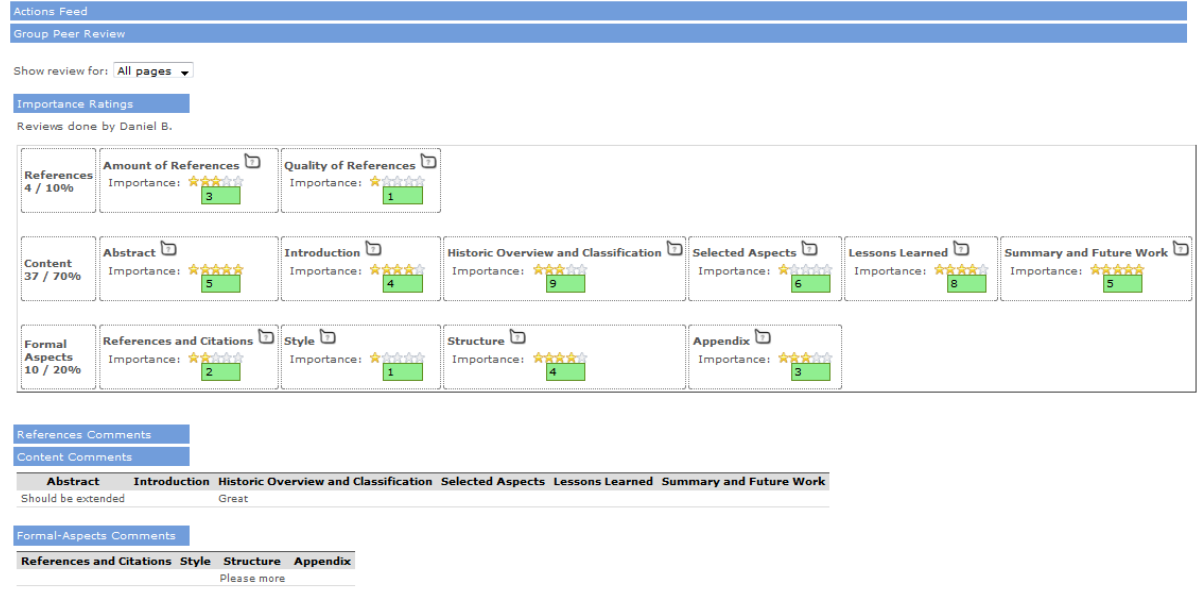 Actions Feed
Group Peer Review
Show review for: All pages
Importance Ratings
Reviews done by Daniel B.
References 4 / 10%
Amount of References ?
Importance:
3
Quality of References ?
Importance:
1
Content 37 / 70%
Abstract ?
Importance:
5
Introduction ?
Importance:
4
Historic Overview and Classification ?
Importance:
9
Selected Aspects ?
Importance:
6
Lessons Learned ?
Importance:
8
Summary and Future Work ?
Importance:
5
Formal Aspects 10 / 20%
References and Citations ?
Importance:
2
Style ?
Importance:
1
Structure ?
Importance:
4
Appendix ?
Importance:
3
References Comments
Content Comments
Abstract Introduction Historic Overview and Classification Selected Aspects Lessons Learned Summary and Future Work
Should be extended Great
Formal-Aspects Comments
References and Citations Style Structure Appendix
Please more